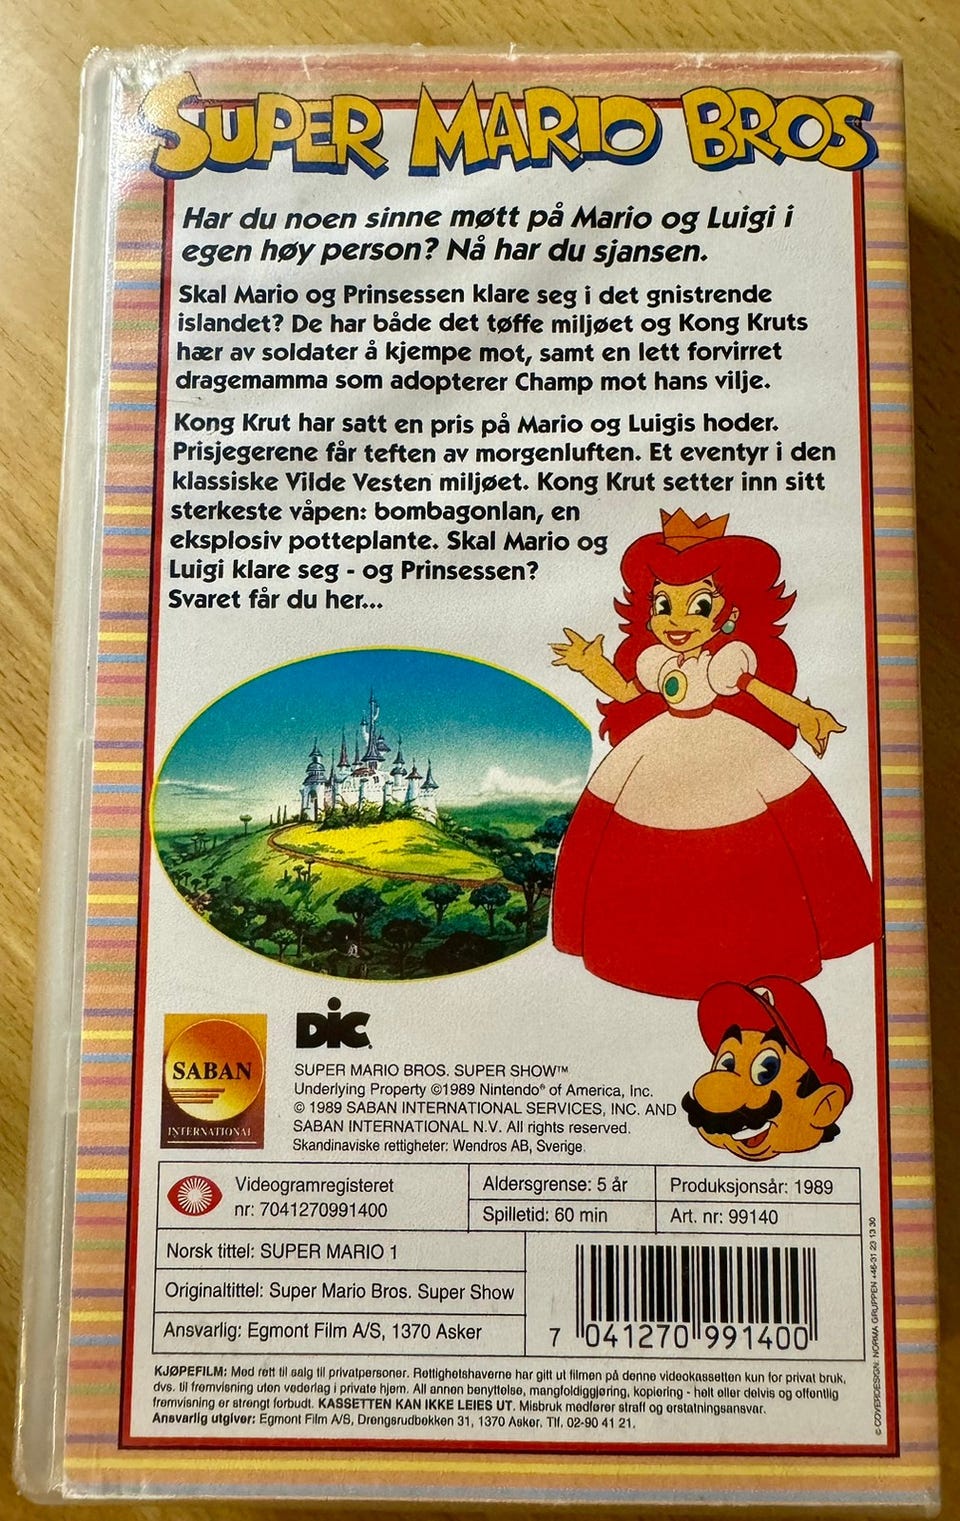 SUPER MARIO BROS
Har du noen sinne møtt på Mario og Luigi i
egen høy person? Nå har du sjansen.
Skal Mario og Prinsessen klare seg i det gnistrende
islandet? De har både det tøffe miljøet og Kong Kruts
hær av soldater å kjempe mot, samt en lett forvirret
dragemamma som adopterer Champ mot hans vilje.
Kong Krut har satt en pris på Mario og Luigis hoder.
Prisjegerene får teften av morgenluften. Et eventyr i den
klassiske Vilde Vesten miljøet. Kong Krut setter inn sitt
sterkeste våpen: bombagonlan, en
eksplosiv potteplante. Skal Mario og
Luigi klare seg - og Prinsessen?
Svaret får du her...
SABAN
INTERNATIONAL
DIC
SUPER MARIO BROS. SUPER SHOW™
Underlying Property ©1989 Nintendo® of America, Inc.
© 1989 SABAN INTERNATIONAL SERVICES, INC. AND
SABAN INTERNATIONAL N.V. All rights reserved.
Skandinaviske rettigheter: Wendros AB, Sverige.
Videogramregisteret
nr: 7041270991400
Aldersgrense: 5 år
Spilletid: 60 min
Produksjonsår: 1989
Art. nr: 99140
Norsk tittel: SUPER MARIO 1
Originaltittel: Super Mario Bros. Super Show
Ansvarlig: Egmont Film A/S, 1370 Asker
7 041270 991400
KJØPEFILM: Med rett til salg til privatpersoner. Rettighetshaverne har gitt ut filmen på denne videokassetten kun for privat bruk,
dvs. til fremvisning uten vederlag i private hjem. All annen benyttelse, mangfoldiggjøring, kopiering - helt eller delvis og offentlig
fremvisning er strengt forbudt. KASSETTEN KAN IKKE LEIES UT. Misbruk medfører straff og erstatningsansvar.
Ansvarlig utgiver: Egmont Film A/S, Drengsrudbekken 31, 1370 Asker. Tlf. 02-90 41 21.
© COVERDESIGN: NORMA GRUPPEN +46-31 23 13 30